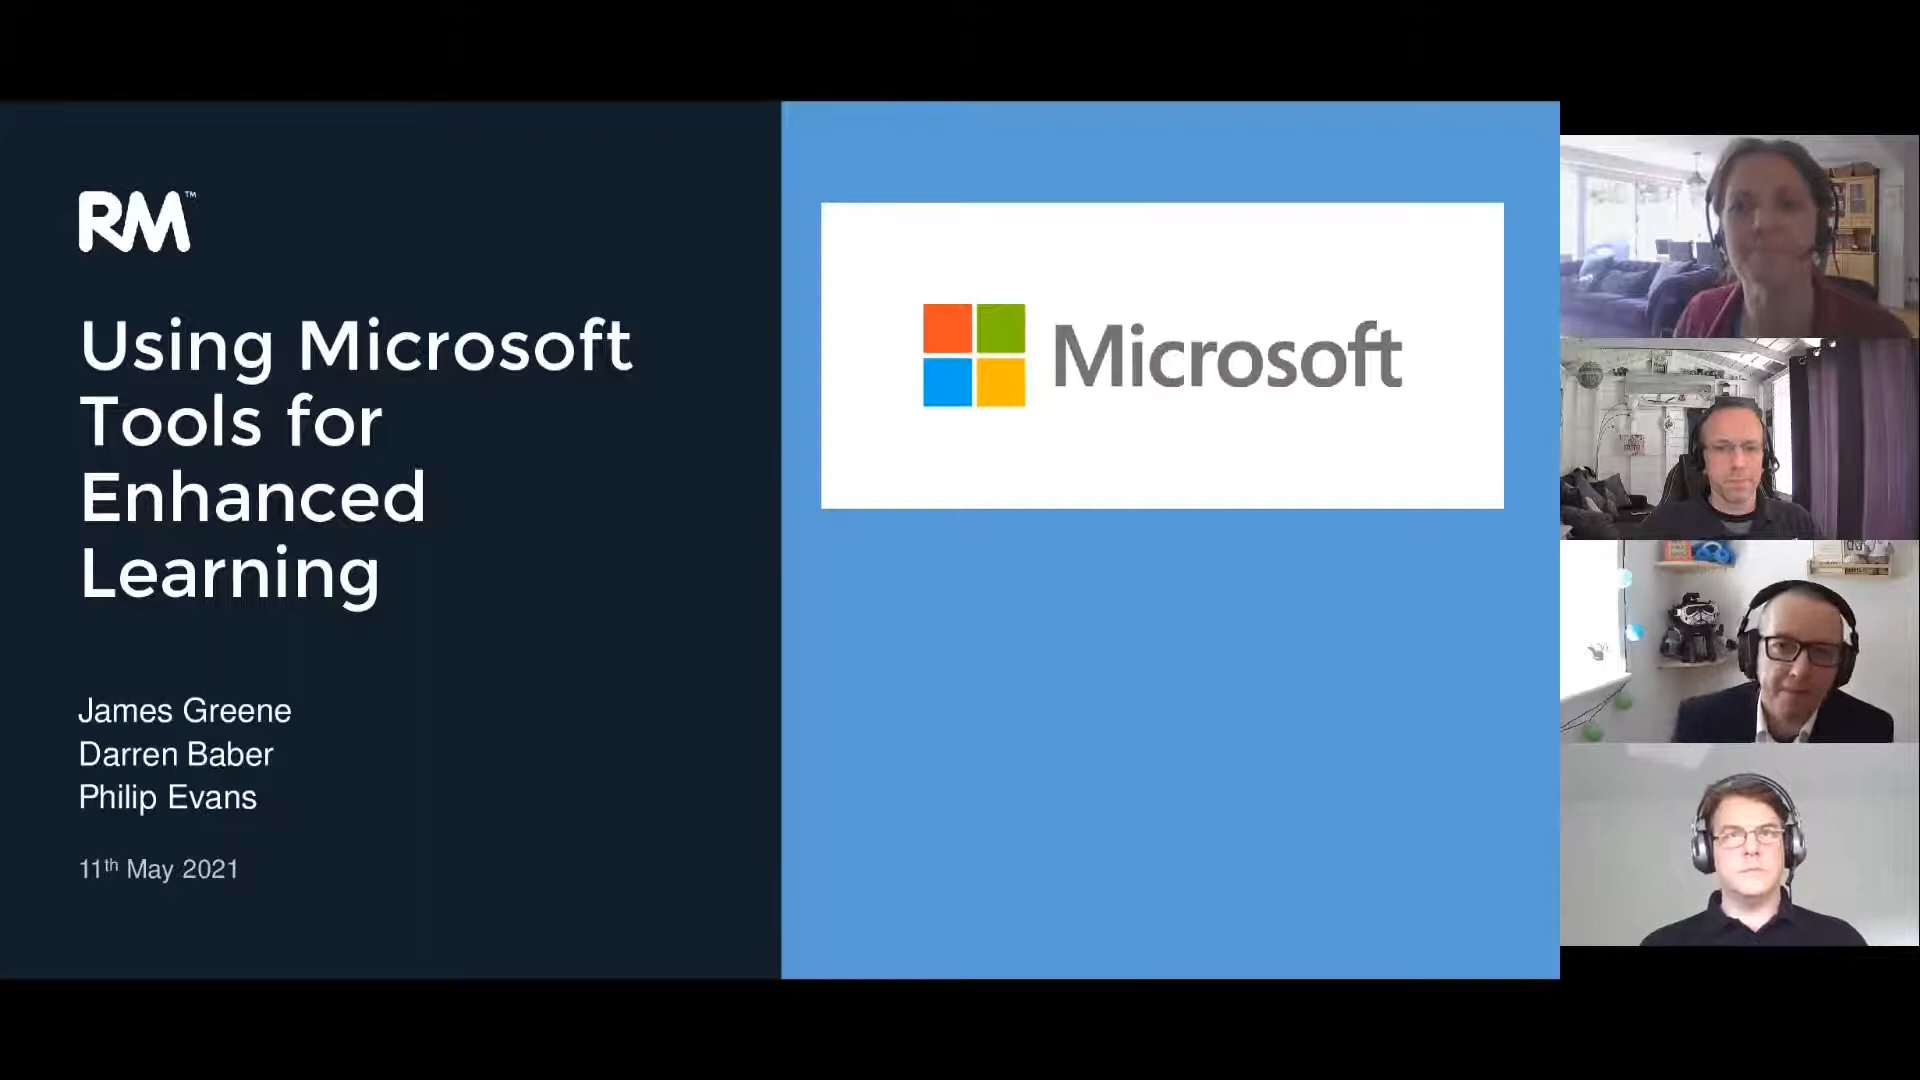 RM™
Using Microsoft
Tools for
Enhanced
Learning
James Greene
Darren Baber
Philip Evans
11th May 2021
Microsoft